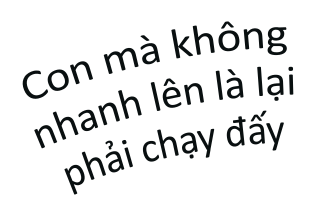 Con mà không
nhanh lên là lại
phải chạy đấy